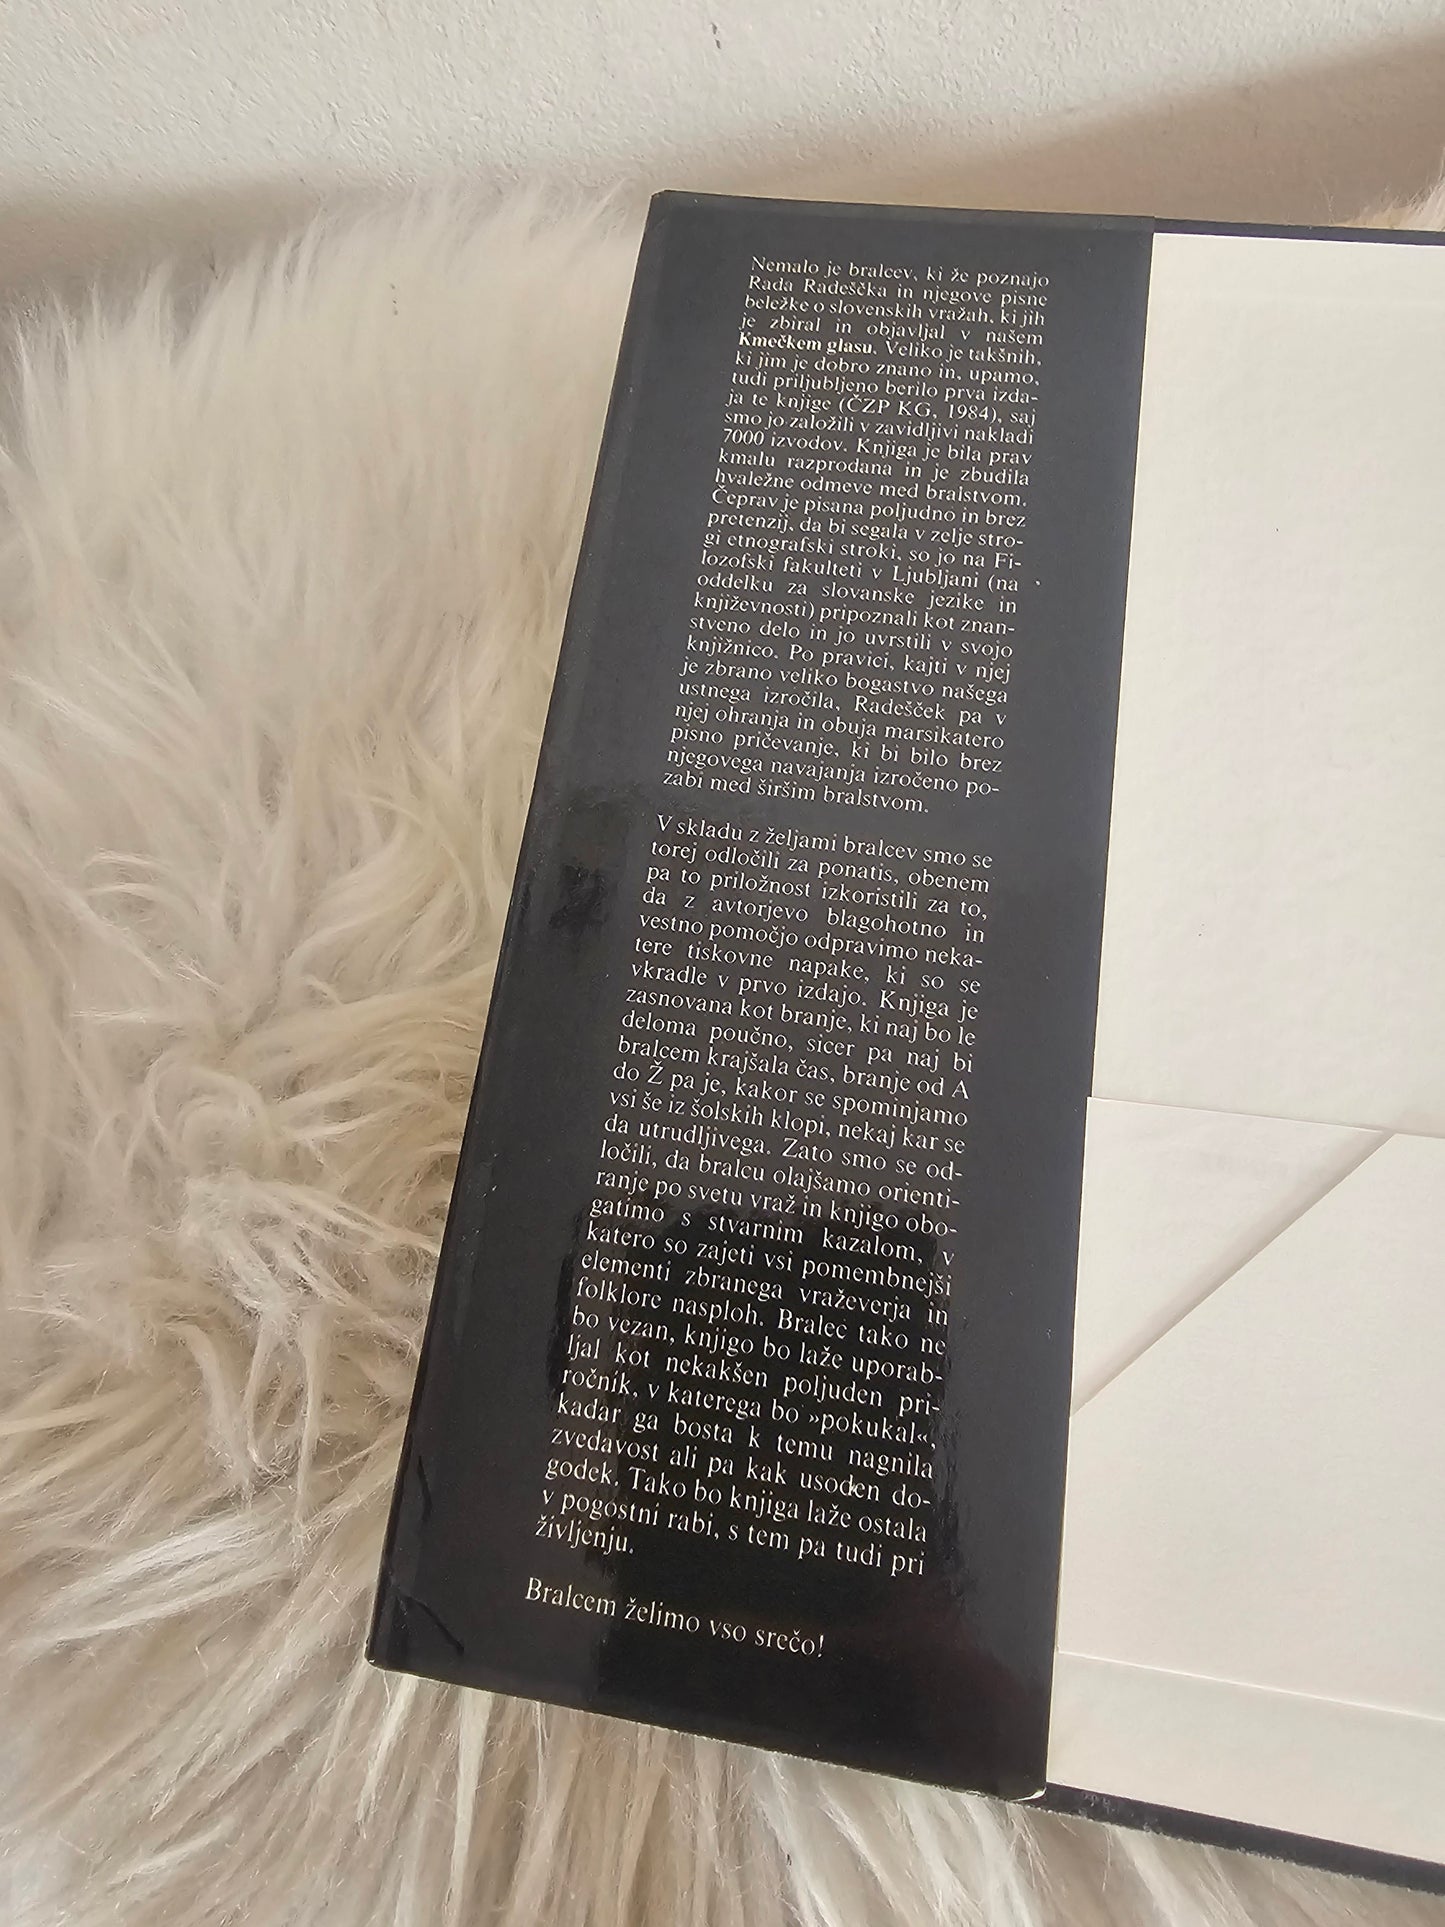 Nemalo je bralcev, ki že poznajo
Rada Radeščka in njegove pisne
beležke o slovenskih vražah, ki jih
je zbiral in objavljal v našem
Kmečkem glasu. Veliko je takšnih,
ki jim je dobro znano in, upamo,
tudi priljubljeno berilo prva izda-
ja te knjige (ČZP KG, 1984), saj
smo jo založili v zavidljivi nakladi
7000 izvodov. Knjiga je bila prav
kmalu razprodana in je zbudila
hvaležne odmeve med bralstvom.
Čeprav je pisana poljudno in brez
pretenzij, da bi segala v zelje stro-
gi etnografski stroki, so jo na Fi-
lozofski fakulteti v Ljubljani (na
oddelku za slovanske jezike in
književnosti) pripoznali kot znan-
stveno delo in jo uvrstili v svojo
knjižnico. Po pravici, kajti v njej
je zbrano veliko bogastvo našega
ustnega izročila, Radešček pa v
njej ohranja in obuja marsikatero
pisno pričevanje, ki bi bilo brez
njegovega navajanja izročeno po-
zabi med širšim bralstvom.
V skladu z željami bralcev smo se
torej odločili za ponatis, obenem
pa to priložnost izkoristili za to,
da z avtorjevo blagohotno in
vestno pomočjo odpravimo neka-
tere tiskovne napake, ki so se
vkradle v prvo izdajo. Knjiga je
zasnovana kot branje, ki naj bo le
deloma poučno, sicer pa naj bi
bralcem krajšala čas, branje od A
do Ž pa je, kakor se spominjamo
vsi še iz šolskih klopi, nekaj kar se
da utrudljivega. Zato smo se od-
ločili, da bralcu olajšamo orienti-
ranje po svetu vraž in knjigo obo-
gatimo s stvarnim kazalom, v
katero so zajeti vsi pomembnejši
elementi zbranega vraževerja in
folklore nasploh. Bralec tako ne
bo vezan, knjigo bo laže uporab-
ljal kot nekakšen poljuden pri-
ročnik, v katerega bo »pokukal«,
kadar ga bosta k temu nagnila
zvedavost ali pa kak usoden do-
godek. Tako bo knjiga laže ostala
v pogostni rabi, s tem pa tudi pri
življenju.
Bralcem želimo vso srečo!